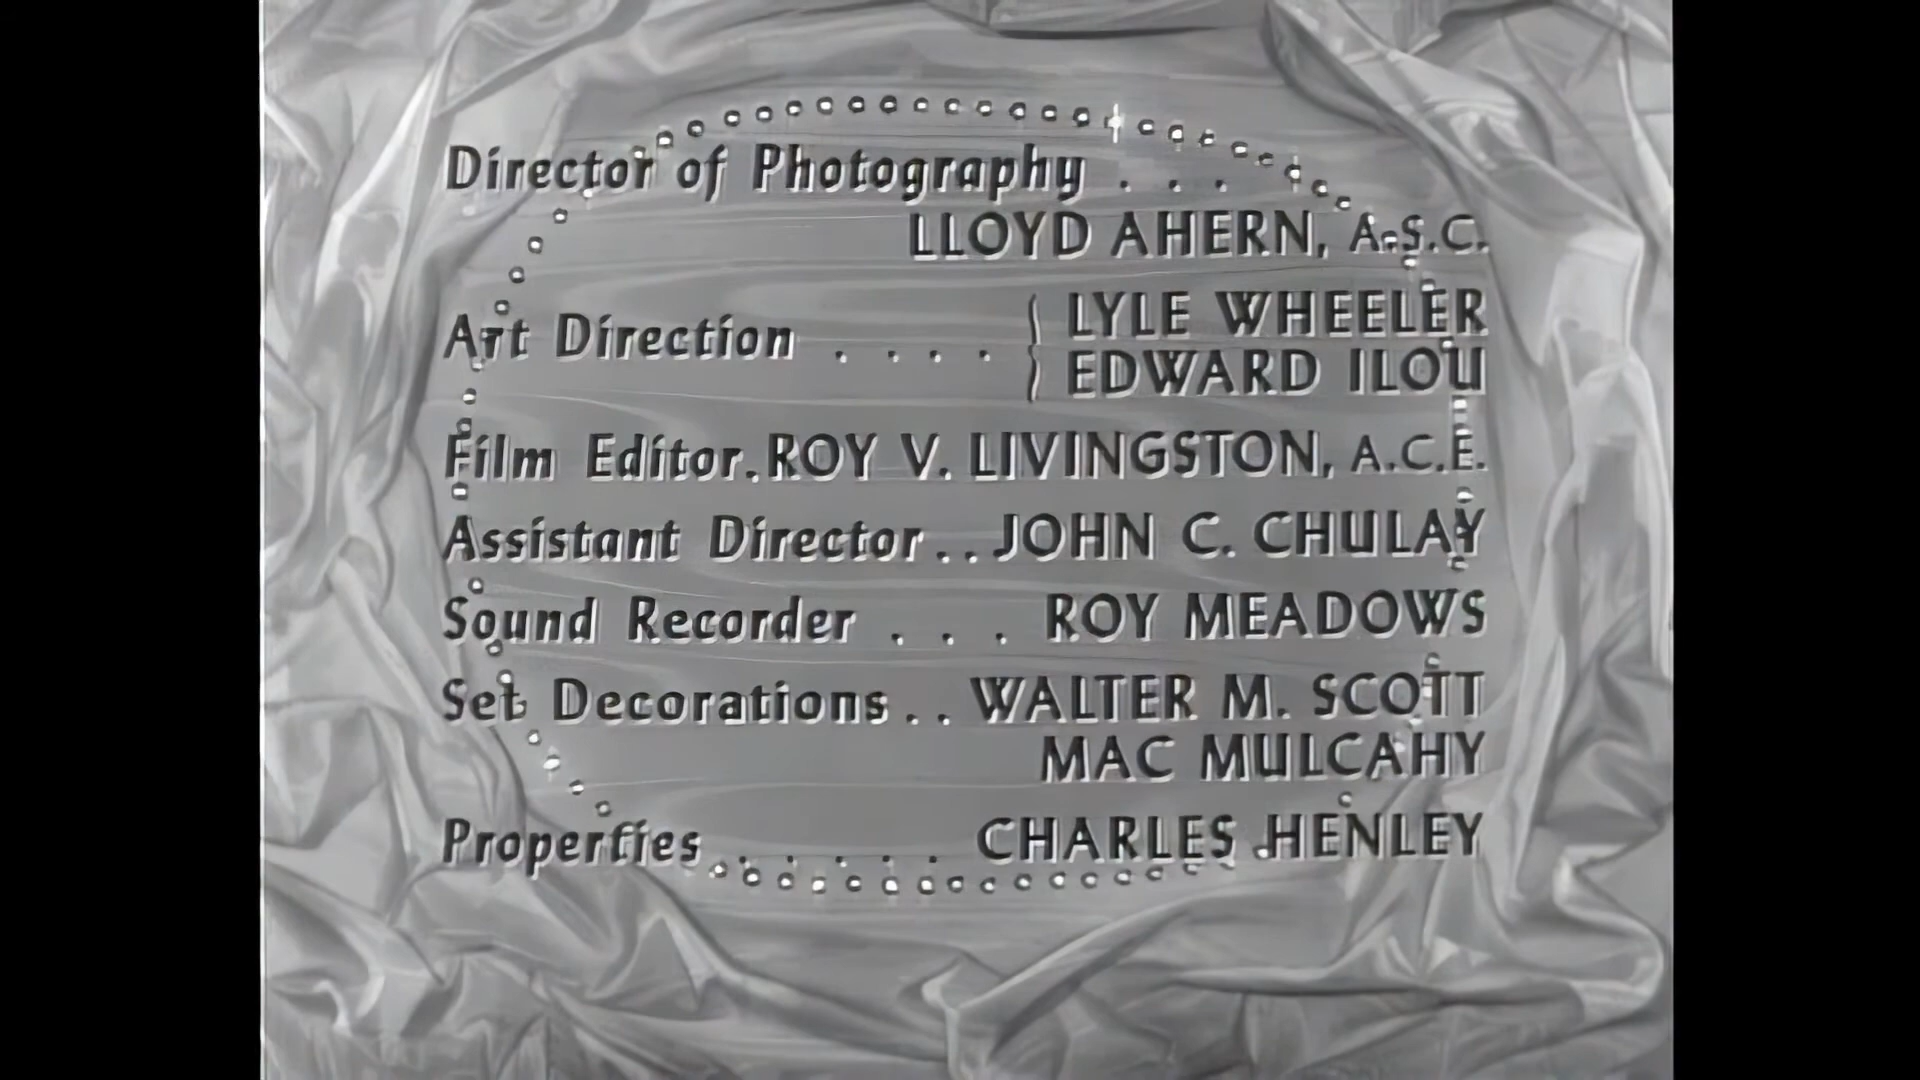 Director of Photography . . .
LLOYD AHERN, A.S.C.
Art Direction . . . . { LYLE WHEELER
EDWARD ILOU
Film Editor. ROY V. LIVINGSTON, A.C.E.
Assistant Director . . JOHN C. CHULAY
Sound Recorder . . . ROY MEADOWS
Set Decorations . . WALTER M. SCOTT
MAC MULCAHY
Properties . . . . . . CHARLES HENLEY